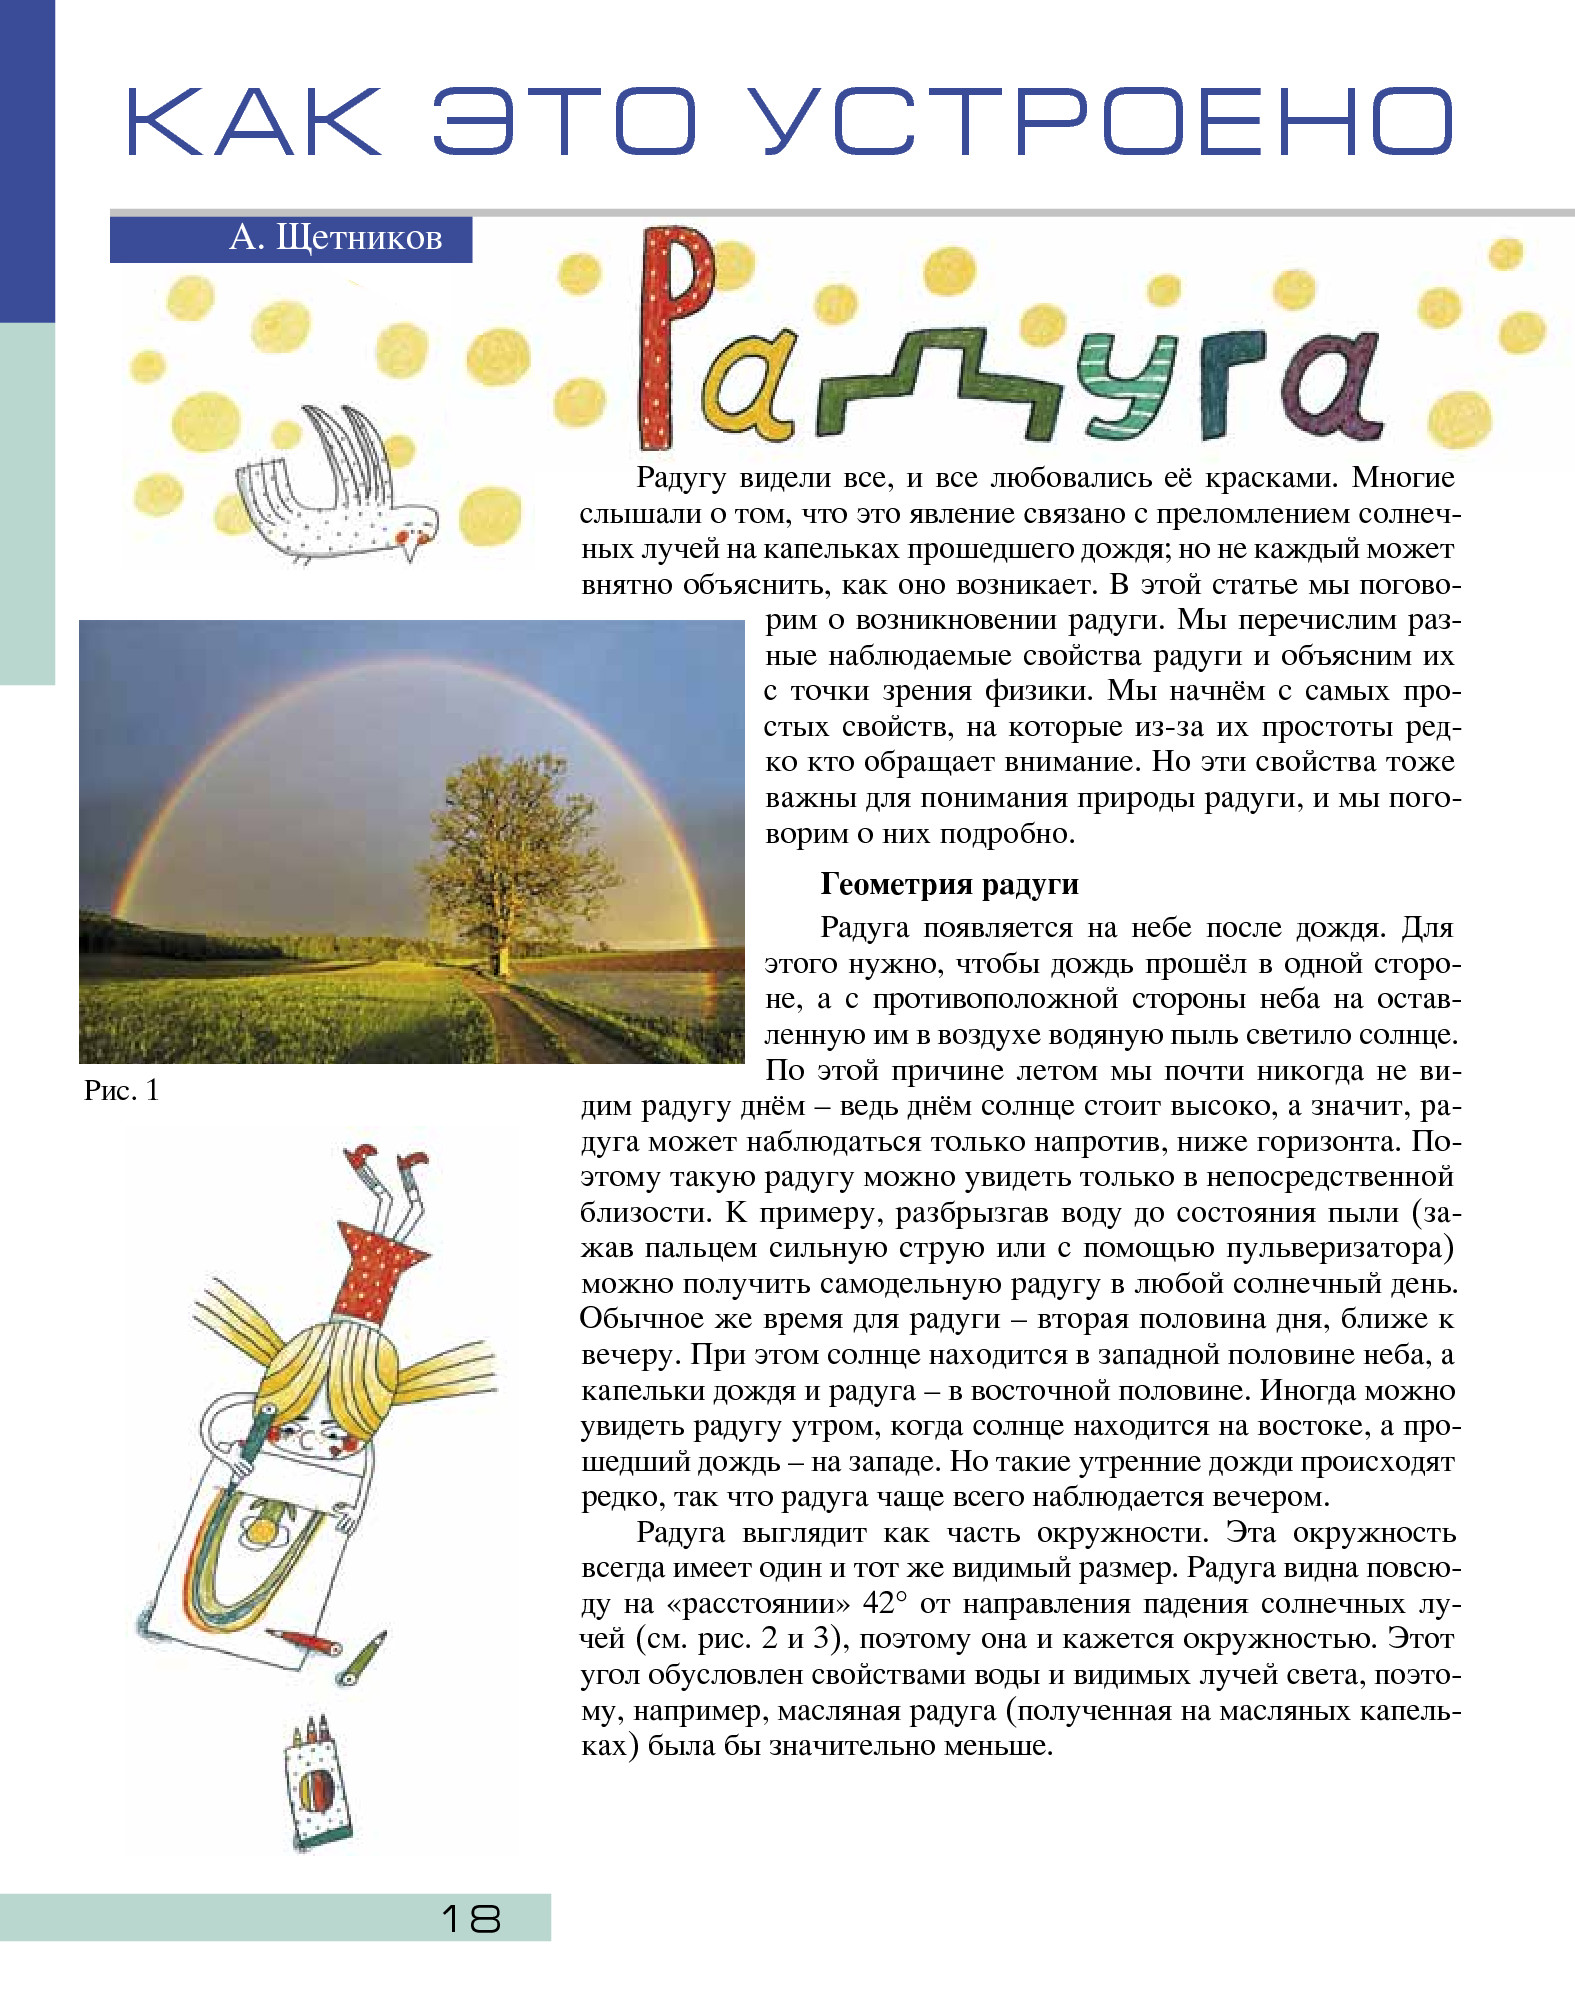 КАК ЭТО УСТРОЕНО
А. Щетников
Радуга
Радугу видели все, и все любовались её красками. Многие
слышали о том, что это явление связано с преломлением солнеч-
ных лучей на капельках прошедшего дождя; но не каждый может
внятно объяснить, как оно возникает. В этой статье мы погово-
рим о возникновении радуги. Мы перечислим раз-
ные наблюдаемые свойства радуги и объясним их
с точки зрения физики. Мы начнём с самых про-
стых свойств, на которые из-за их простоты ред-
ко кто обращает внимание. Но эти свойства тоже
важны для понимания природы радуги, и мы пого-
ворим о них подробно.
Геометрия радуги
Радуга появляется на небе после дождя. Для
этого нужно, чтобы дождь прошёл в одной сторо-
не, а с противоположной стороны неба на остав-
ленную им в воздухе водяную пыль светило солнце.
По этой причине летом мы почти никогда не ви-
дим радугу днём – ведь днём солнце стоит высоко, а значит, ра-
дуга может наблюдаться только напротив, ниже горизонта. По-
этому такую радугу можно увидеть только в непосредственной
близости. К примеру, разбрызгав воду до состояния пыли (за-
жав пальцем сильную струю или с помощью пульверизатора)
можно получить самодельную радугу в любой солнечный день.
Обычное же время для радуги – вторая половина дня, ближе к
вечеру. При этом солнце находится в западной половине неба, а
капельки дождя и радуга – в восточной половине. Иногда можно
увидеть радугу утром, когда солнце находится на востоке, а про-
шедший дождь – на западе. Но такие утренние дожди происходят
редко, так что радуга чаще всего наблюдается вечером.
Радуга выглядит как часть окружности. Эта окружность
всегда имеет один и тот же видимый размер. Радуга видна повсю-
ду на «расстоянии» 42° от направления падения солнечных лу-
чей (см. рис. 2 и 3), поэтому она и кажется окружностью. Этот
угол обусловлен свойствами воды и видимых лучей света, поэто-
му, например, масляная радуга (полученная на масляных капель-
ках) была бы значительно меньше.
Рис. 1
18